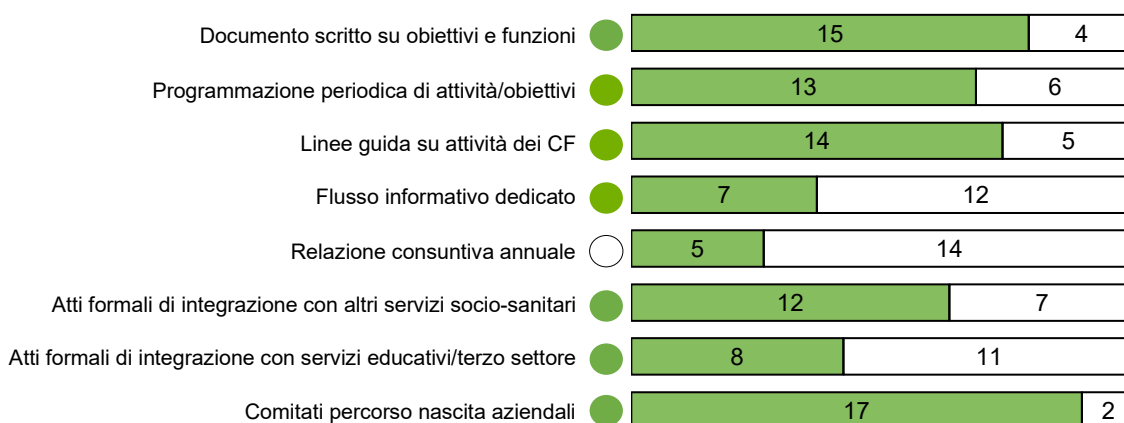 Documento scritto su obiettivi e funzioni 15 4
Programmazione periodica di attività/obiettivi 13 6
Linee guida su attività dei CF 14 5
Flusso informativo dedicato 7 12
Relazione consuntiva annuale 5 14
Atti formali di integrazione con altri servizi socio-sanitari 12 7
Atti formali di integrazione con servizi educativi/terzo settore 8 11
Comitati percorso nascita aziendali 17 2